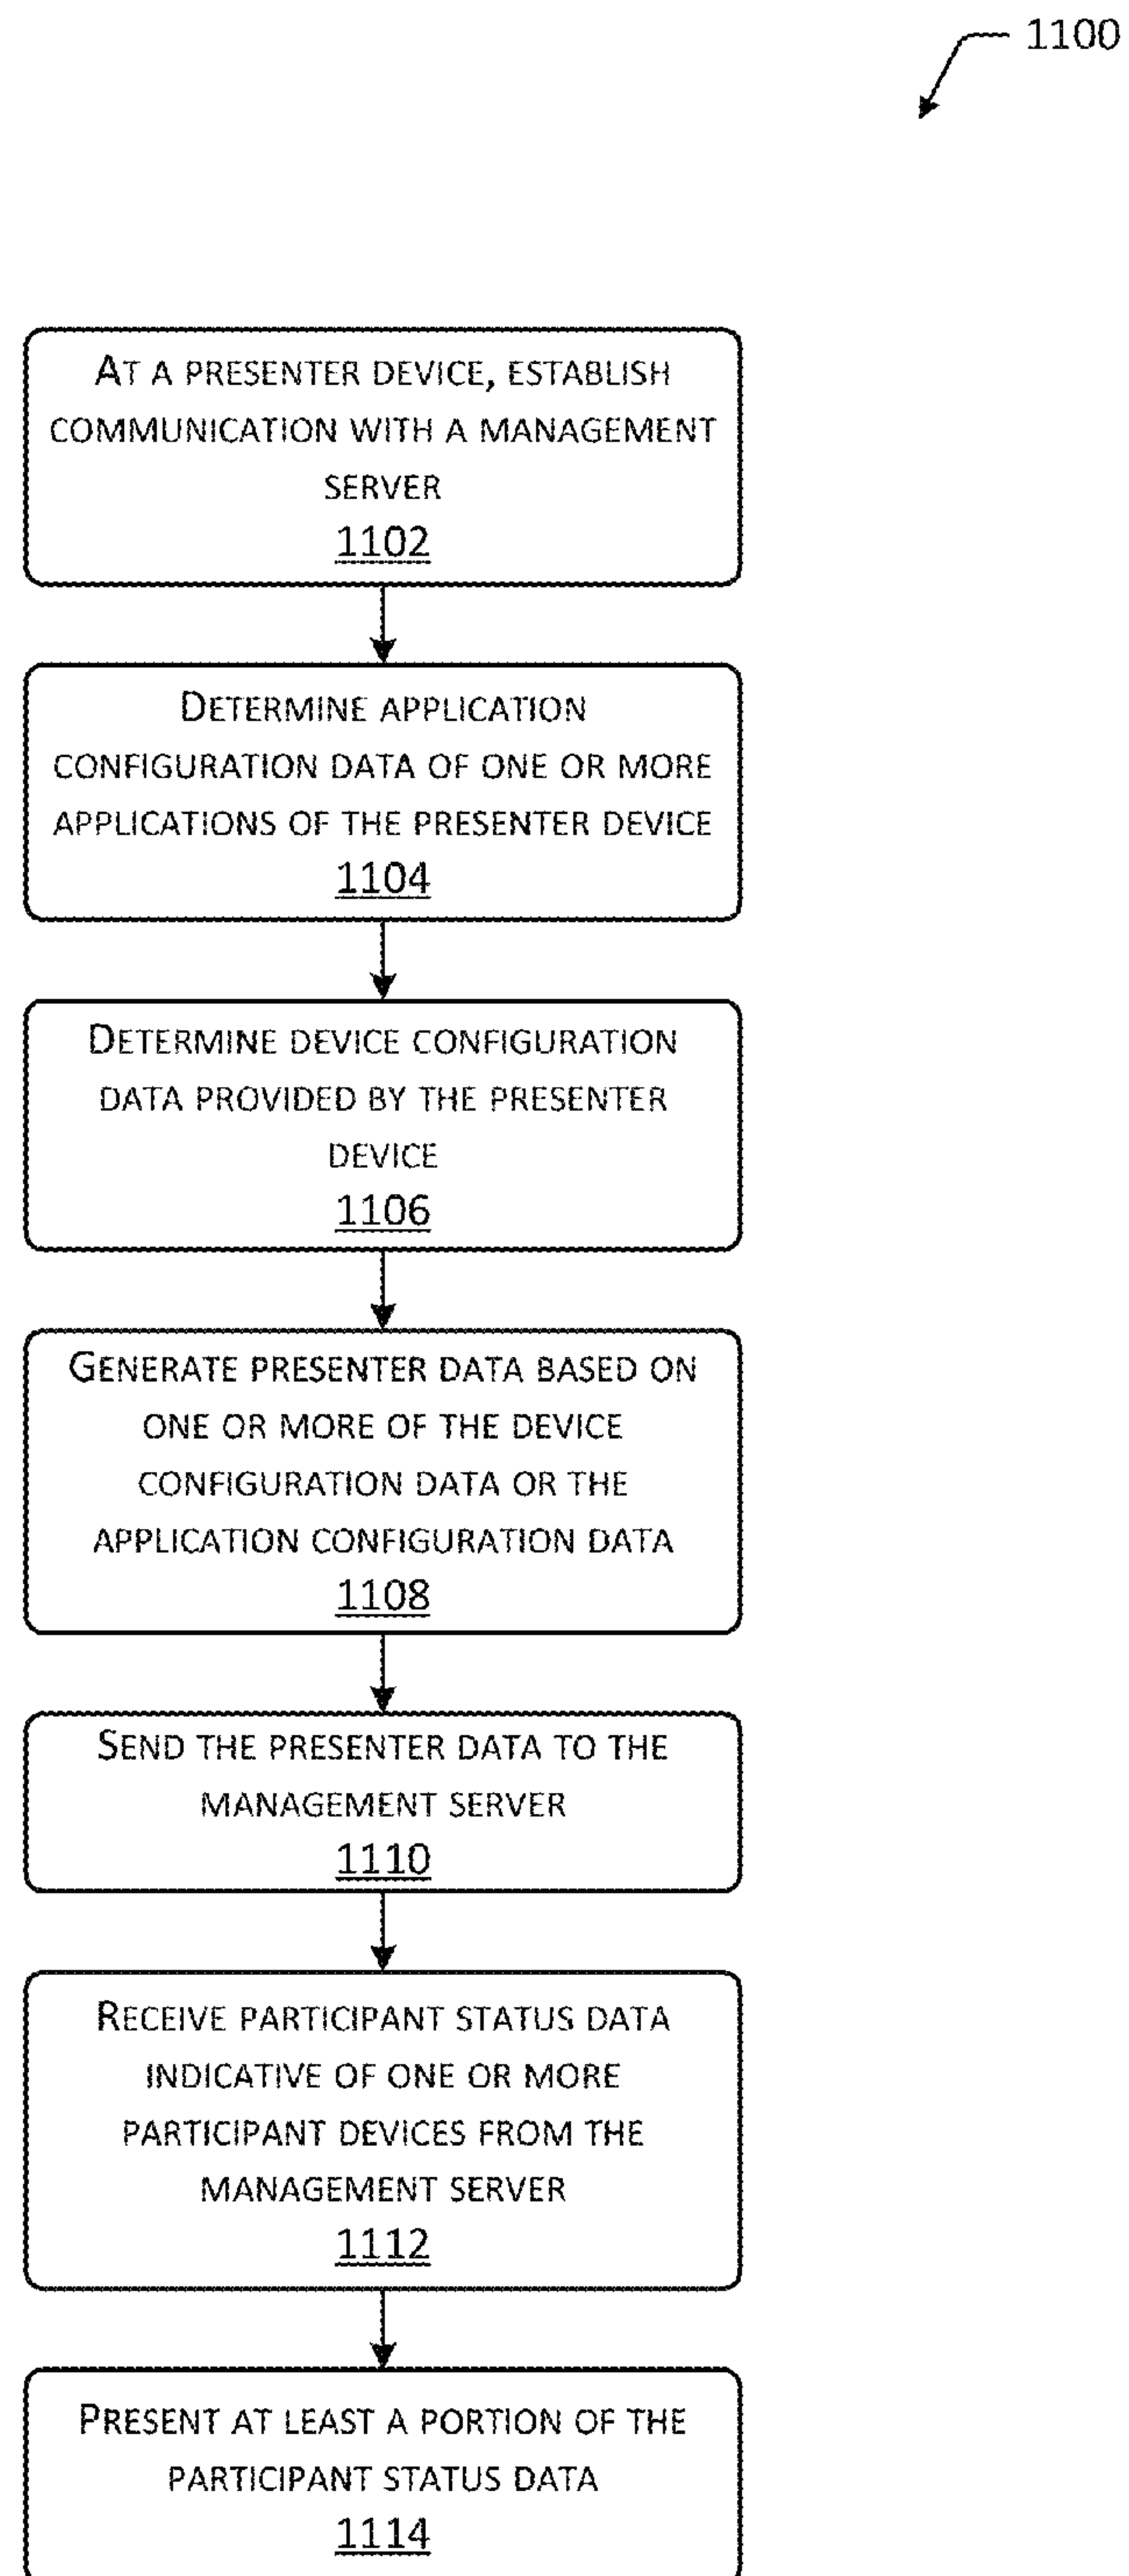 1100
AT A PRESENTER DEVICE, ESTABLISH
COMMUNICATION WITH A MANAGEMENT
SERVER
1102
DETERMINE APPLICATION
CONFIGURATION DATA OF ONE OR MORE
APPLICATIONS OF THE PRESENTER DEVICE
1104
DETERMINE DEVICE CONFIGURATION
DATA PROVIDED BY THE PRESENTER
DEVICE
1106
GENERATE PRESENTER DATA BASED ON
ONE OR MORE OF THE DEVICE
CONFIGURATION DATA OR THE
APPLICATION CONFIGURATION DATA
1108
SEND THE PRESENTER DATA TO THE
MANAGEMENT SERVER
1110
RECEIVE PARTICIPANT STATUS DATA
INDICATIVE OF ONE OR MORE
PARTICIPANT DEVICES FROM THE
MANAGEMENT SERVER
1112
PRESENT AT LEAST A PORTION OF THE
PARTICIPANT STATUS DATA
1114